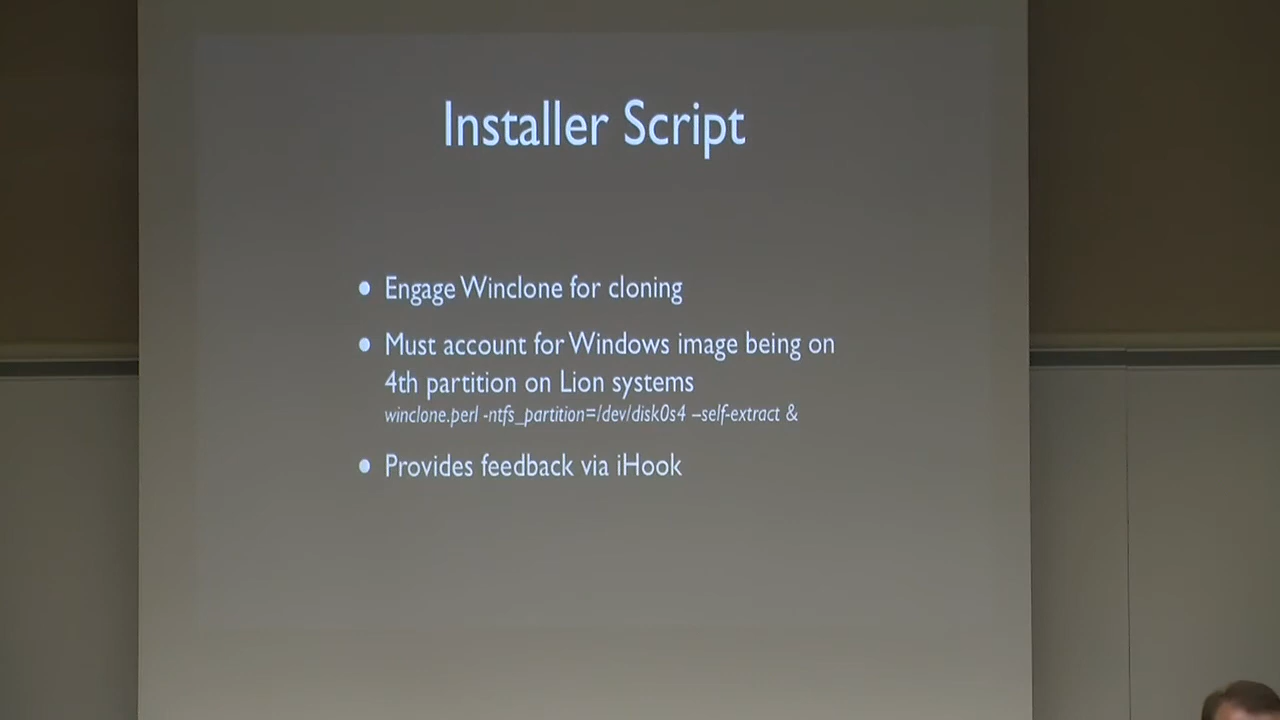 Installer Script
• Engage Winclone for cloning
• Must account for Windows image being on
4th partition on Lion systems
winclone.perl -ntfs_partition=/dev/disk0s4 –self-extract &
• Provides feedback via iHook